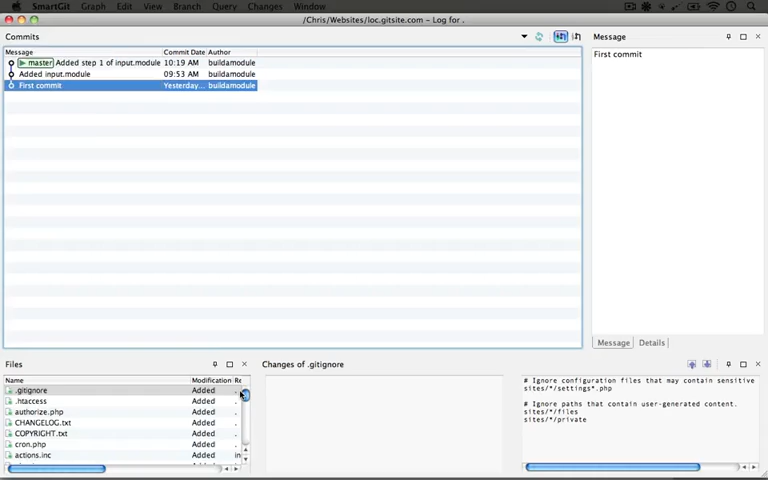 SmartGit Graph Edit View Branch Query Changes Window
/Chris/Websites/loc.gitsite.com - Log for .
Commits
Message Commit Date Author
master Added step 1 of input.module 10:19 AM buildamodule
Added input.module 09:53 AM buildamodule
First commit Yesterday... buildamodule
Message
First commit
Message Details
Files
Name Modification Re
.gitignore Added .
.htaccess Added .
authorize.php Added .
CHANGELOG.txt Added .
COPYRIGHT.txt Added .
cron.php Added .
actions.inc Added in
Changes of .gitignore
# Ignore configuration files that may contain sensitive
sites/*/settings*.php
# Ignore paths that contain user-generated content.
sites/*/files
sites/*/private